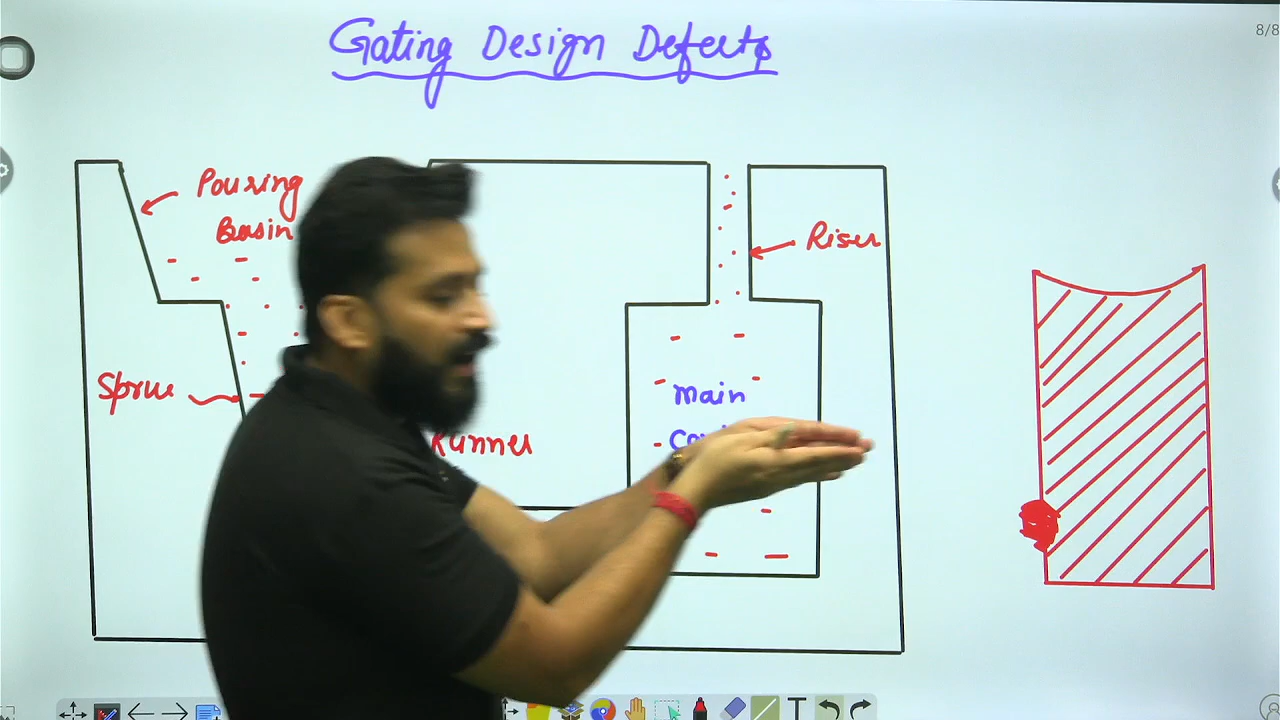 Gating Design Defects
8/8
Pouring
Basin
Riser
Sprue
main
Runner
T